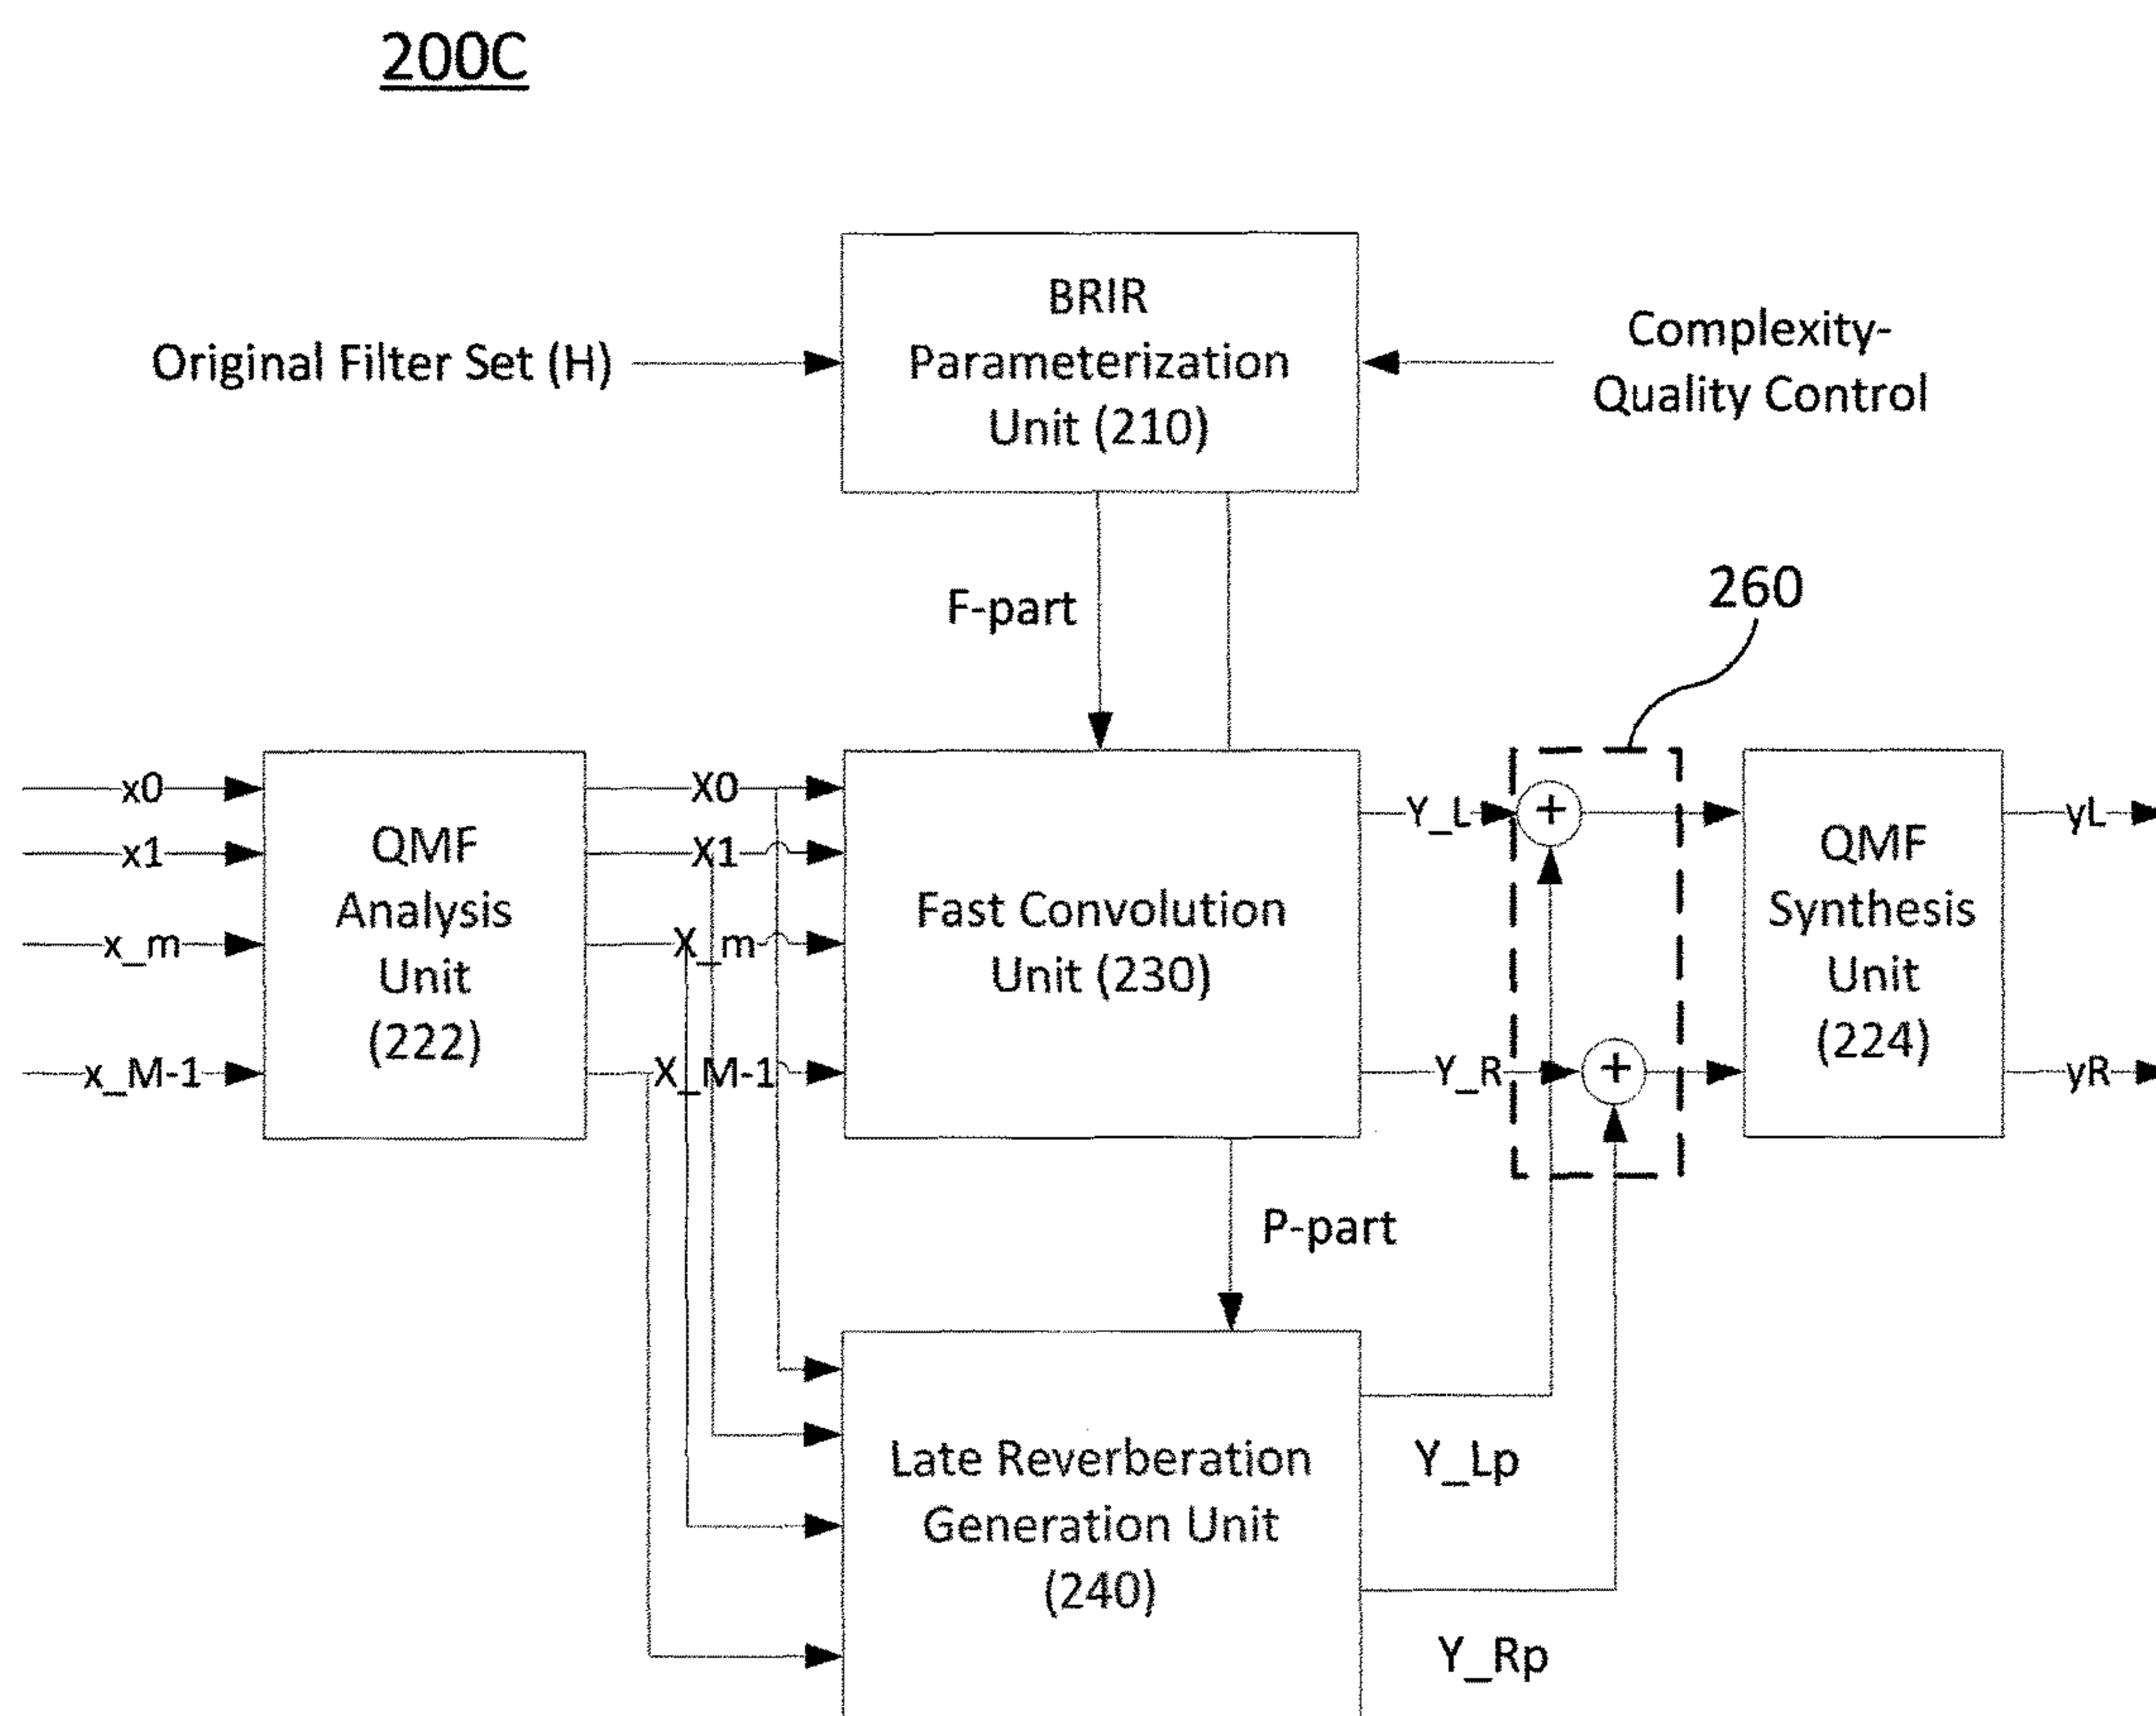 200C
BRIR
Parameterization
Unit (210)
Original Filter Set (H)
Complexity-
Quality Control
F-part
260
x0
x1
x_m
x_M-1
QMF
Analysis
Unit
(222)
X0
X1
X_m
X_M-1
Fast Convolution
Unit (230)
Y_L
Y_R
+
+
QMF
Synthesis
Unit
(224)
yL
yR
P-part
Late Reverberation
Generation Unit
(240)
Y_Lp
Y_Rp